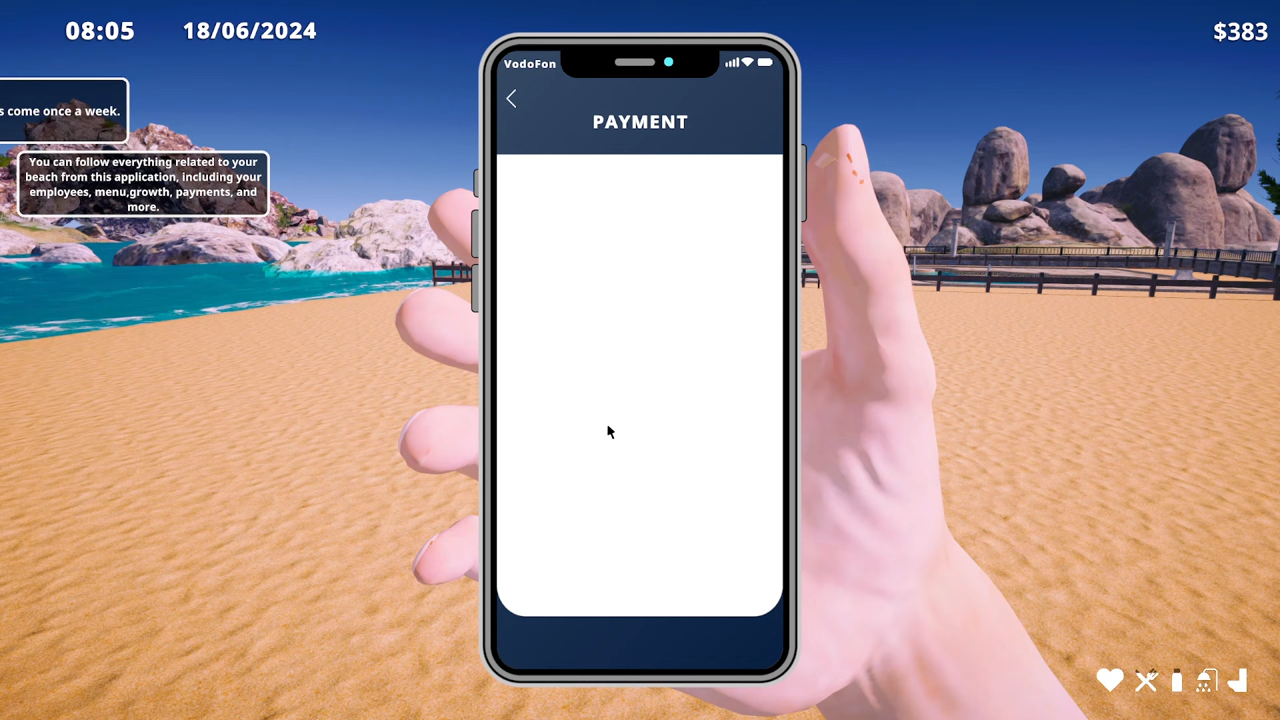 08:05
18/06/2024
$383
VodoFon
PAYMENT
s come once a week.
You can follow everything related to your
beach from this application, including your
employees, menu,growth, payments, and
more.